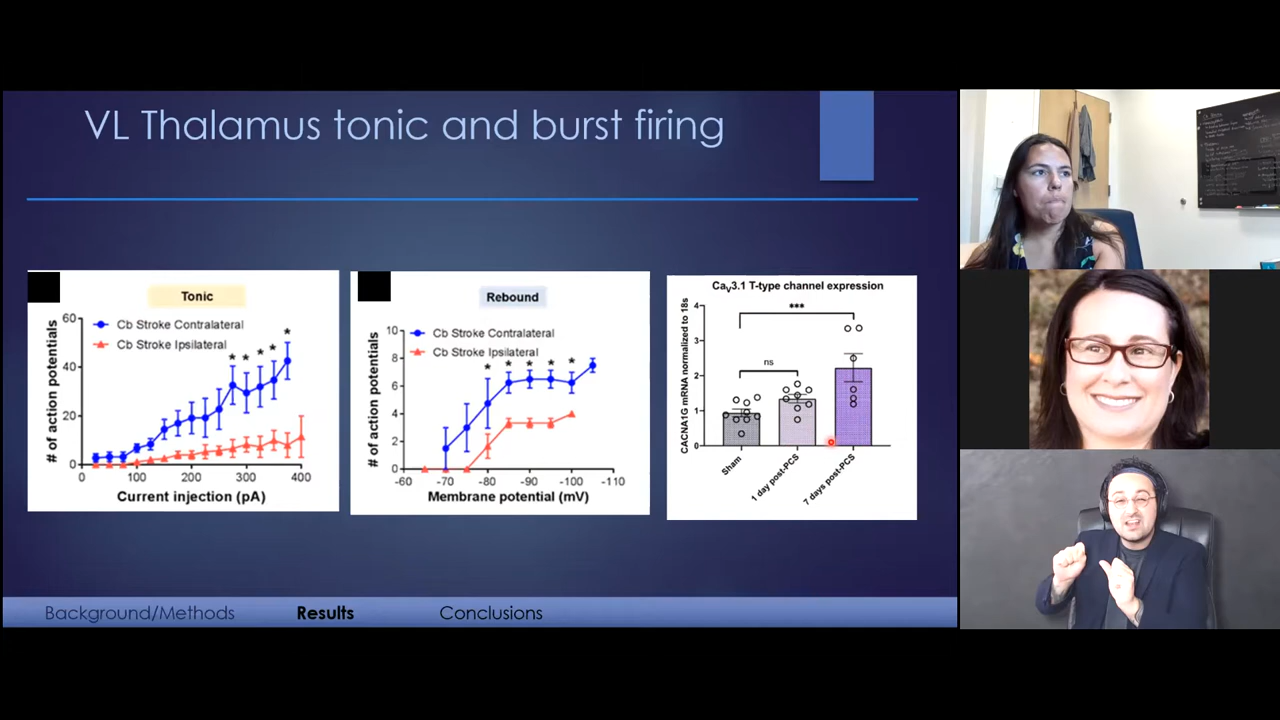 VL Thalamus tonic and burst firing
Tonic
Cb Stroke Contralateral
Cb Stroke Ipsilateral
# of action potentials
60
40
20
0
* * * * *
0 100 200 300 400
Current injection (pA)
Rebound
Cb Stroke Contralateral
Cb Stroke Ipsilateral
# of action potentials
10
8
6
4
2
0
* * * * *
-60 -70 -80 -90 -100 -110
Membrane potential (mV)
CaV3.1 T-type channel expression
CACNA1G mRNA normalized to 18s
4
3
2
1
0
***
ns
Sham
1 day post-PCS
7 days post-PCS
Background/Methods Results Conclusions